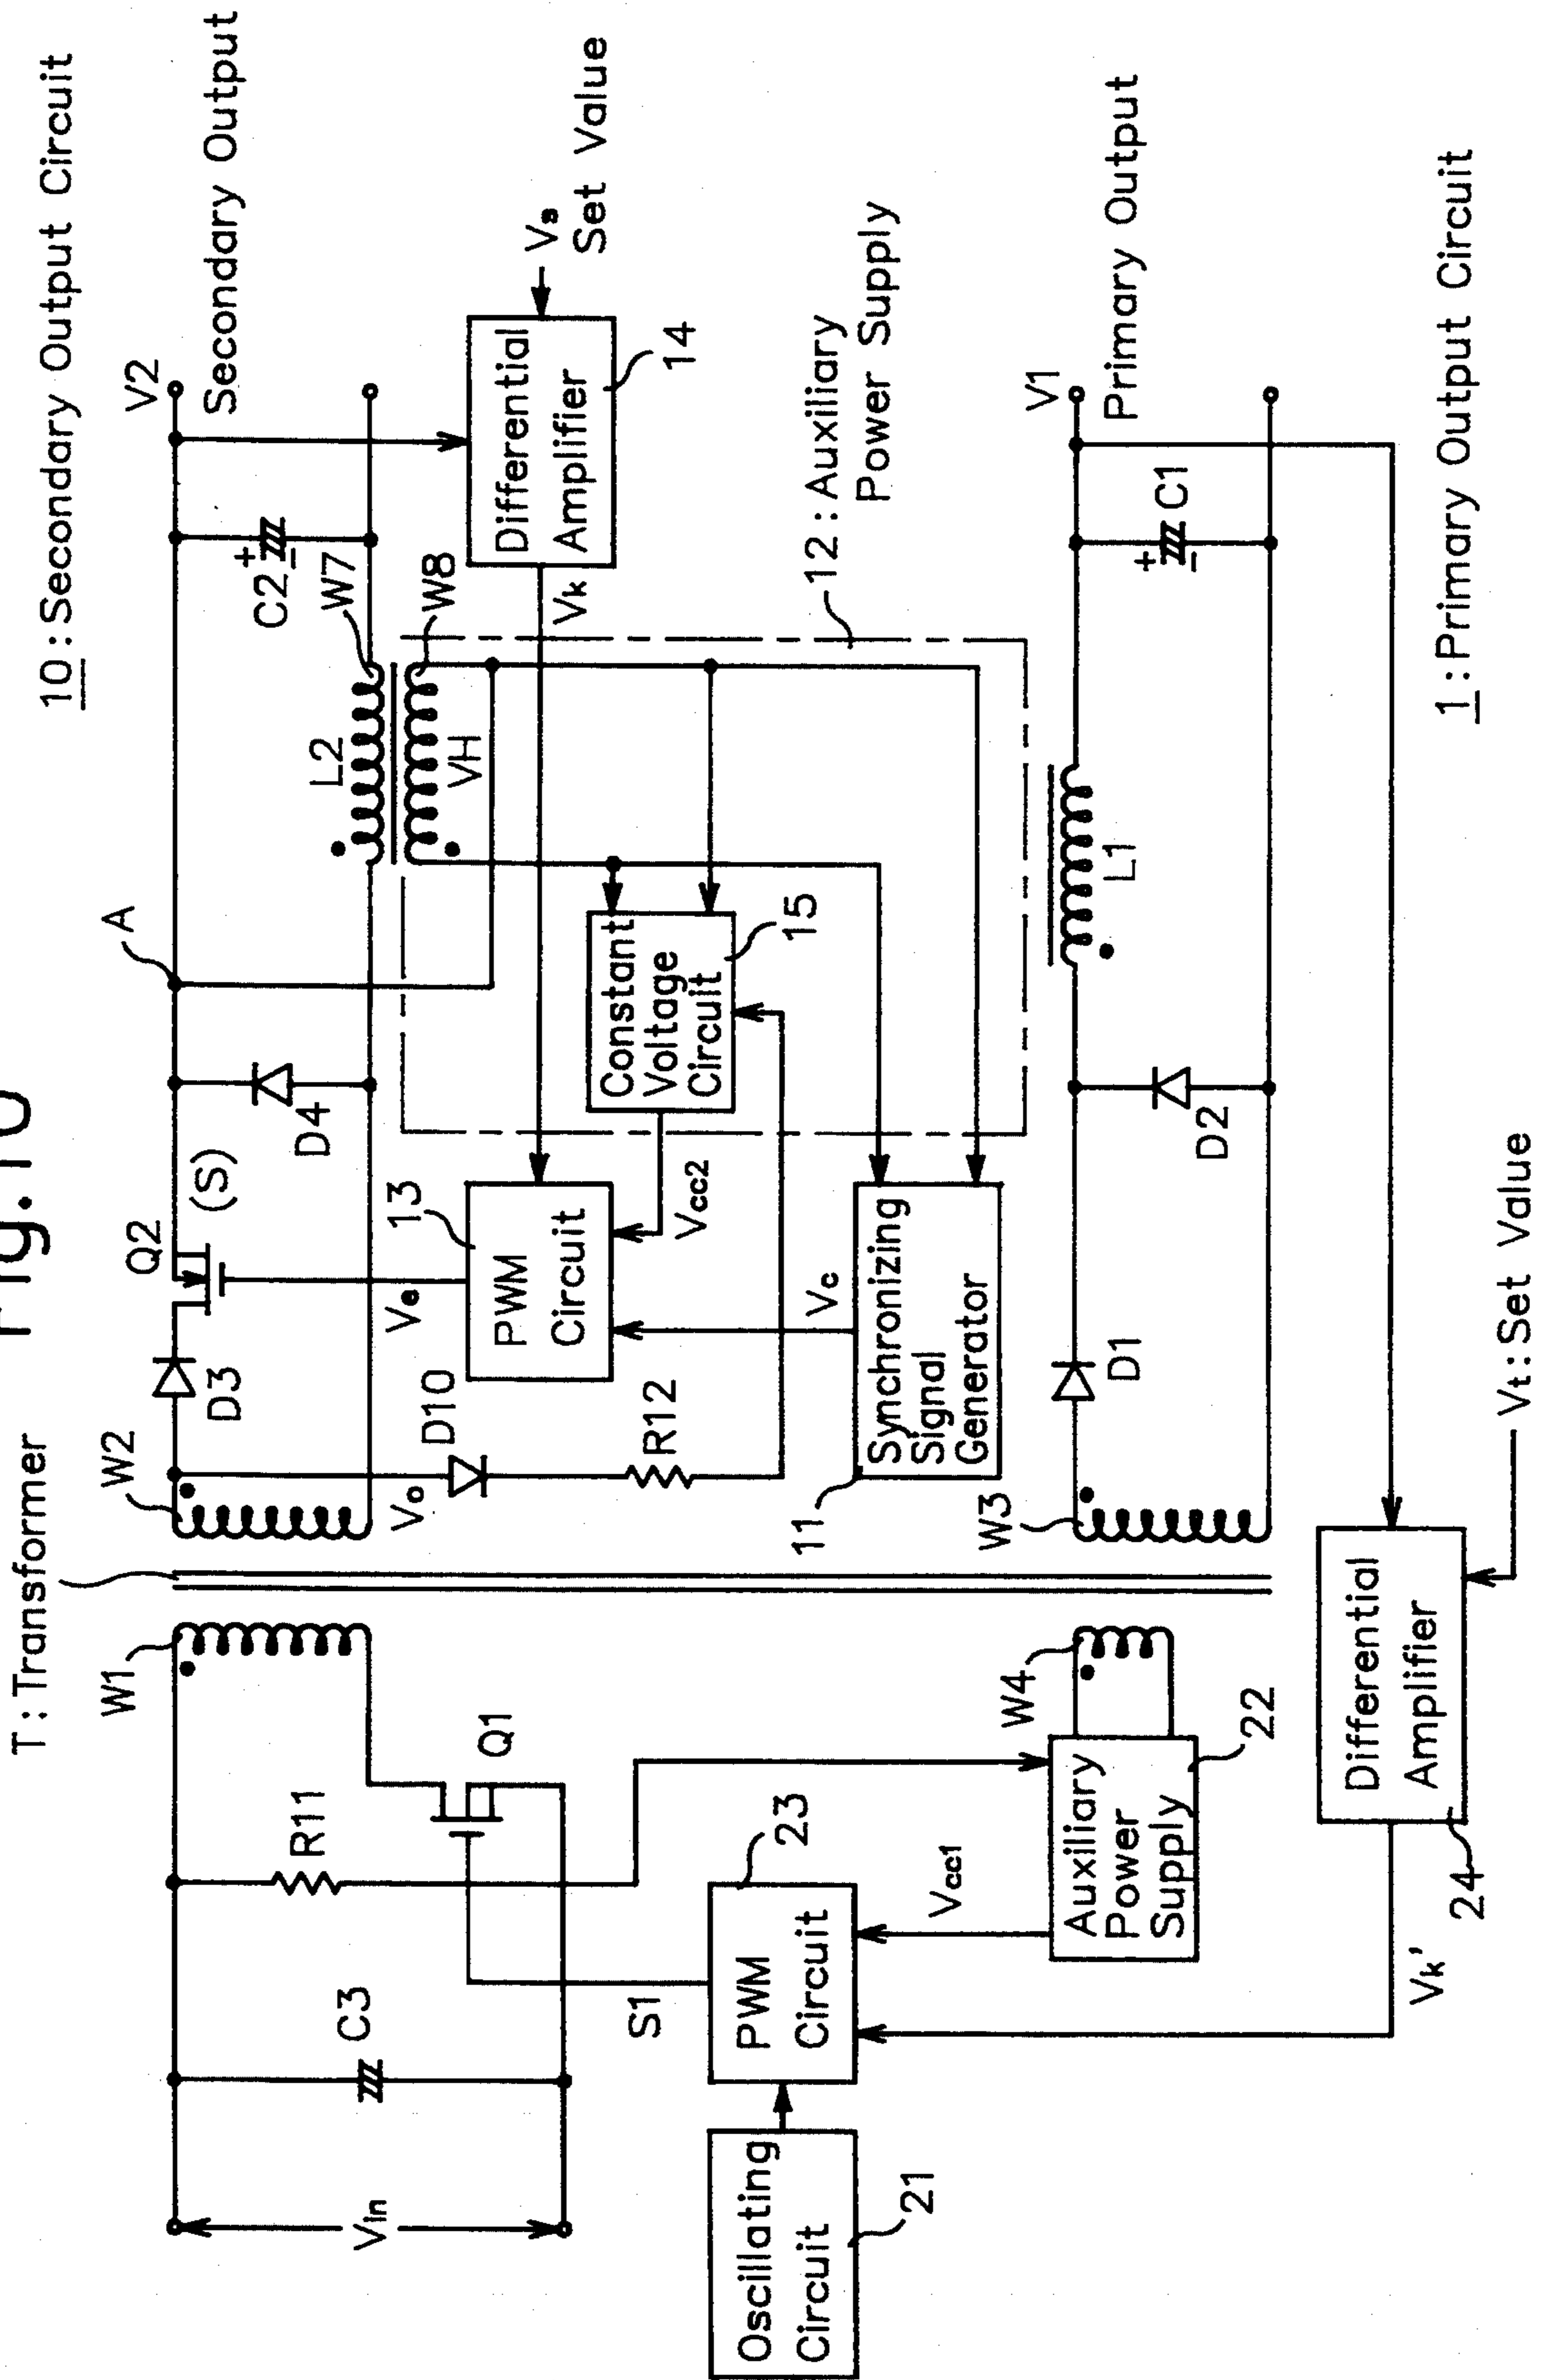 Fig.10
T:Transformer
10:Secondary Output Circuit
W1
W2
D3
Q2
(S)
A
V2
Secondary Output
Vin
C3
R11
Q1
Vo
D10
R12
Ve
D4
L2
W7
C2
+
-
W8
VH
Vk
Vs
Set Value
Differential
Amplifier
14
13
PWM
Circuit
Vcc2
Constant
Voltage
Circuit
15
12:Auxiliary
Power Supply
S1
Vc
Synchronizing
Signal
Generator
11
Oscillating
Circuit
21
PWM
Circuit
23
Vcc1
Auxiliary
Power
Supply
22
W4
W3
D1
D2
L1
C1
+
-
V1
Primary Output
Vk'
Differential
Amplifier
24
Vt:Set Value
1:Primary Output Circuit